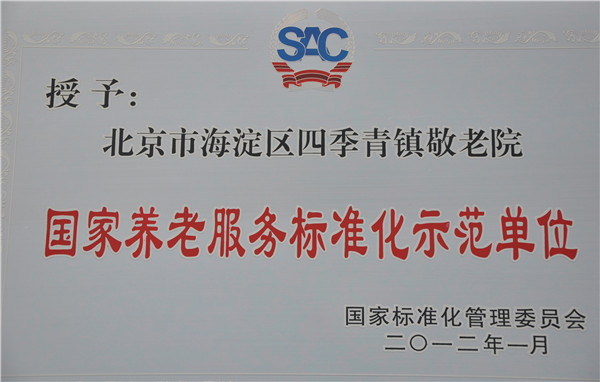 SAC
授予：
北京市海淀区四季青镇敬老院
国家养老服务标准化示范单位
国家标准化管理委员会
二〇一二年一月